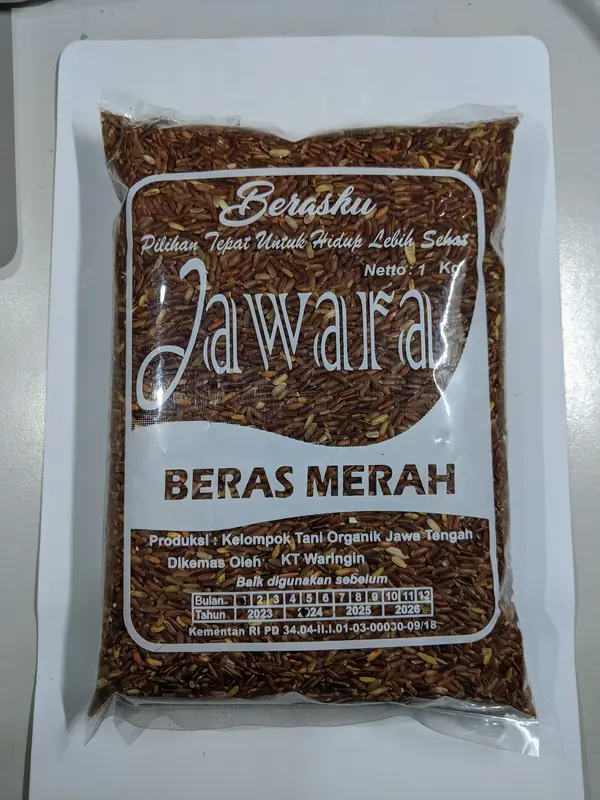 Berasku
Pilihan Tepat Untuk Hidup Lebih Sehat
Netto : 1 Kg
Jawara
BERAS MERAH
Produksi : Kelompok Tani Organik Jawa Tengah
Dikemas Oleh KT Waringin
Baik digunakan sebelum
Bulan 2 3 4 5 6 7 8 9 10 11 12
Tahun 2023 2024 2025 2026
Kementan RI PD 34.04-II.I.01-03-00030-09/18